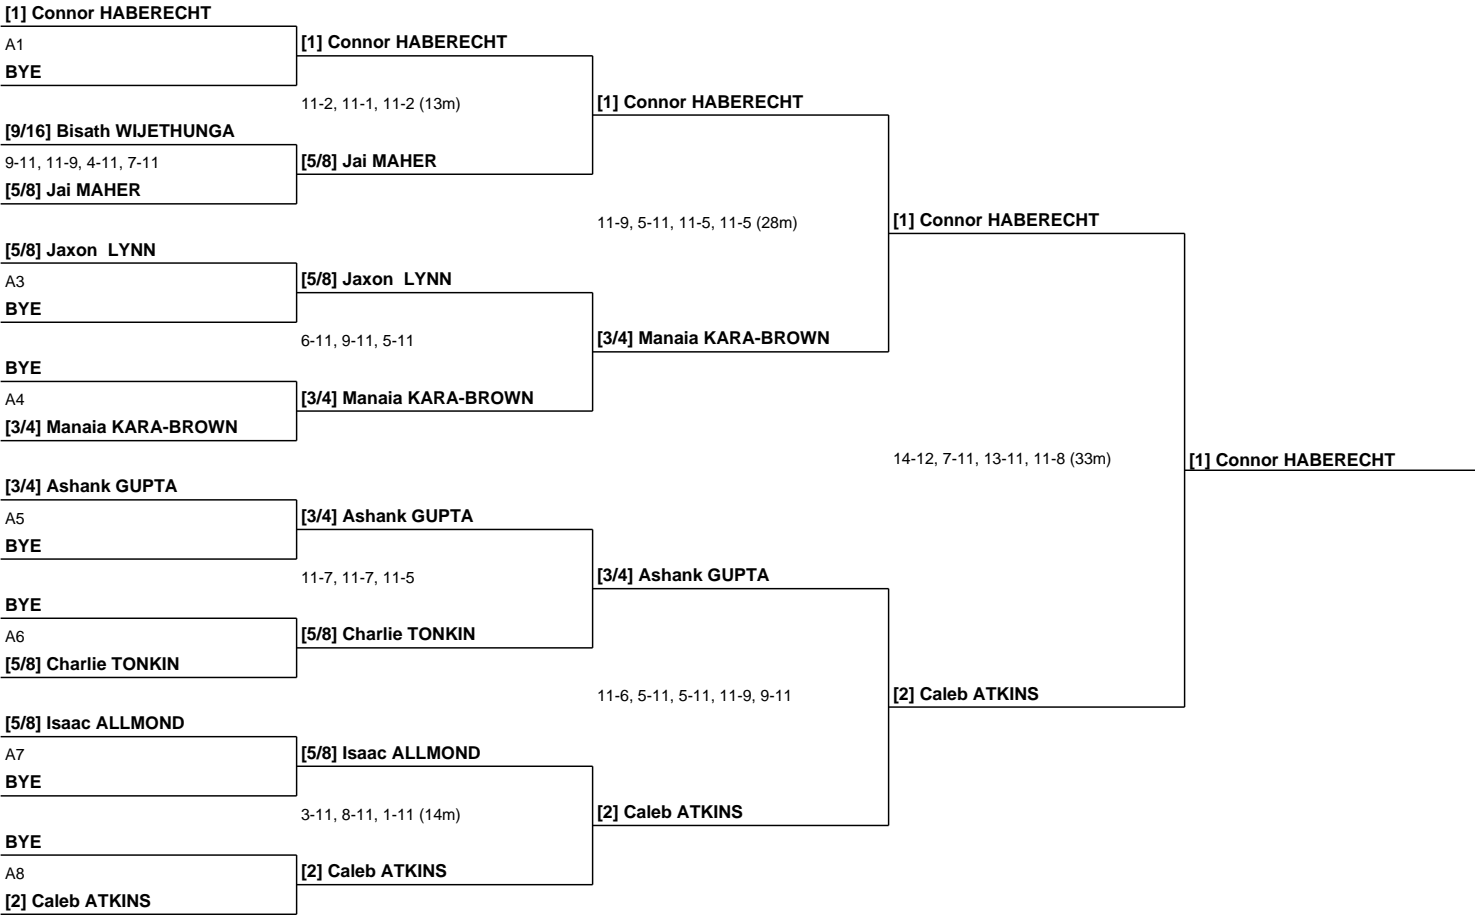 [1] Connor HABERECHT
A1
BYE
[9/16] Bisath WIJETHUNGA
9-11, 11-9, 4-11, 7-11
[5/8] Jai MAHER
[5/8] Jaxon  LYNN
A3
BYE
BYE
A4
[3/4] Manaia KARA-BROWN
[3/4] Ashank GUPTA
A5
BYE
BYE
A6
[5/8] Charlie TONKIN
[5/8] Isaac ALLMOND
A7
BYE
BYE
A8
[2] Caleb ATKINS
[1] Connor HABERECHT
11-2, 11-1, 11-2 (13m)
[5/8] Jai MAHER
[5/8] Jaxon  LYNN
6-11, 9-11, 5-11
[3/4] Manaia KARA-BROWN
[3/4] Ashank GUPTA
11-7, 11-7, 11-5
[5/8] Charlie TONKIN
[5/8] Isaac ALLMOND
3-11, 8-11, 1-11 (14m)
[2] Caleb ATKINS
[1] Connor HABERECHT
11-9, 5-11, 11-5, 11-5 (28m)
[3/4] Manaia KARA-BROWN
[3/4] Ashank GUPTA
11-6, 5-11, 5-11, 11-9, 9-11
[2] Caleb ATKINS
[1] Connor HABERECHT
14-12, 7-11, 13-11, 11-8 (33m)
[2] Caleb ATKINS
[1] Connor HABERECHT